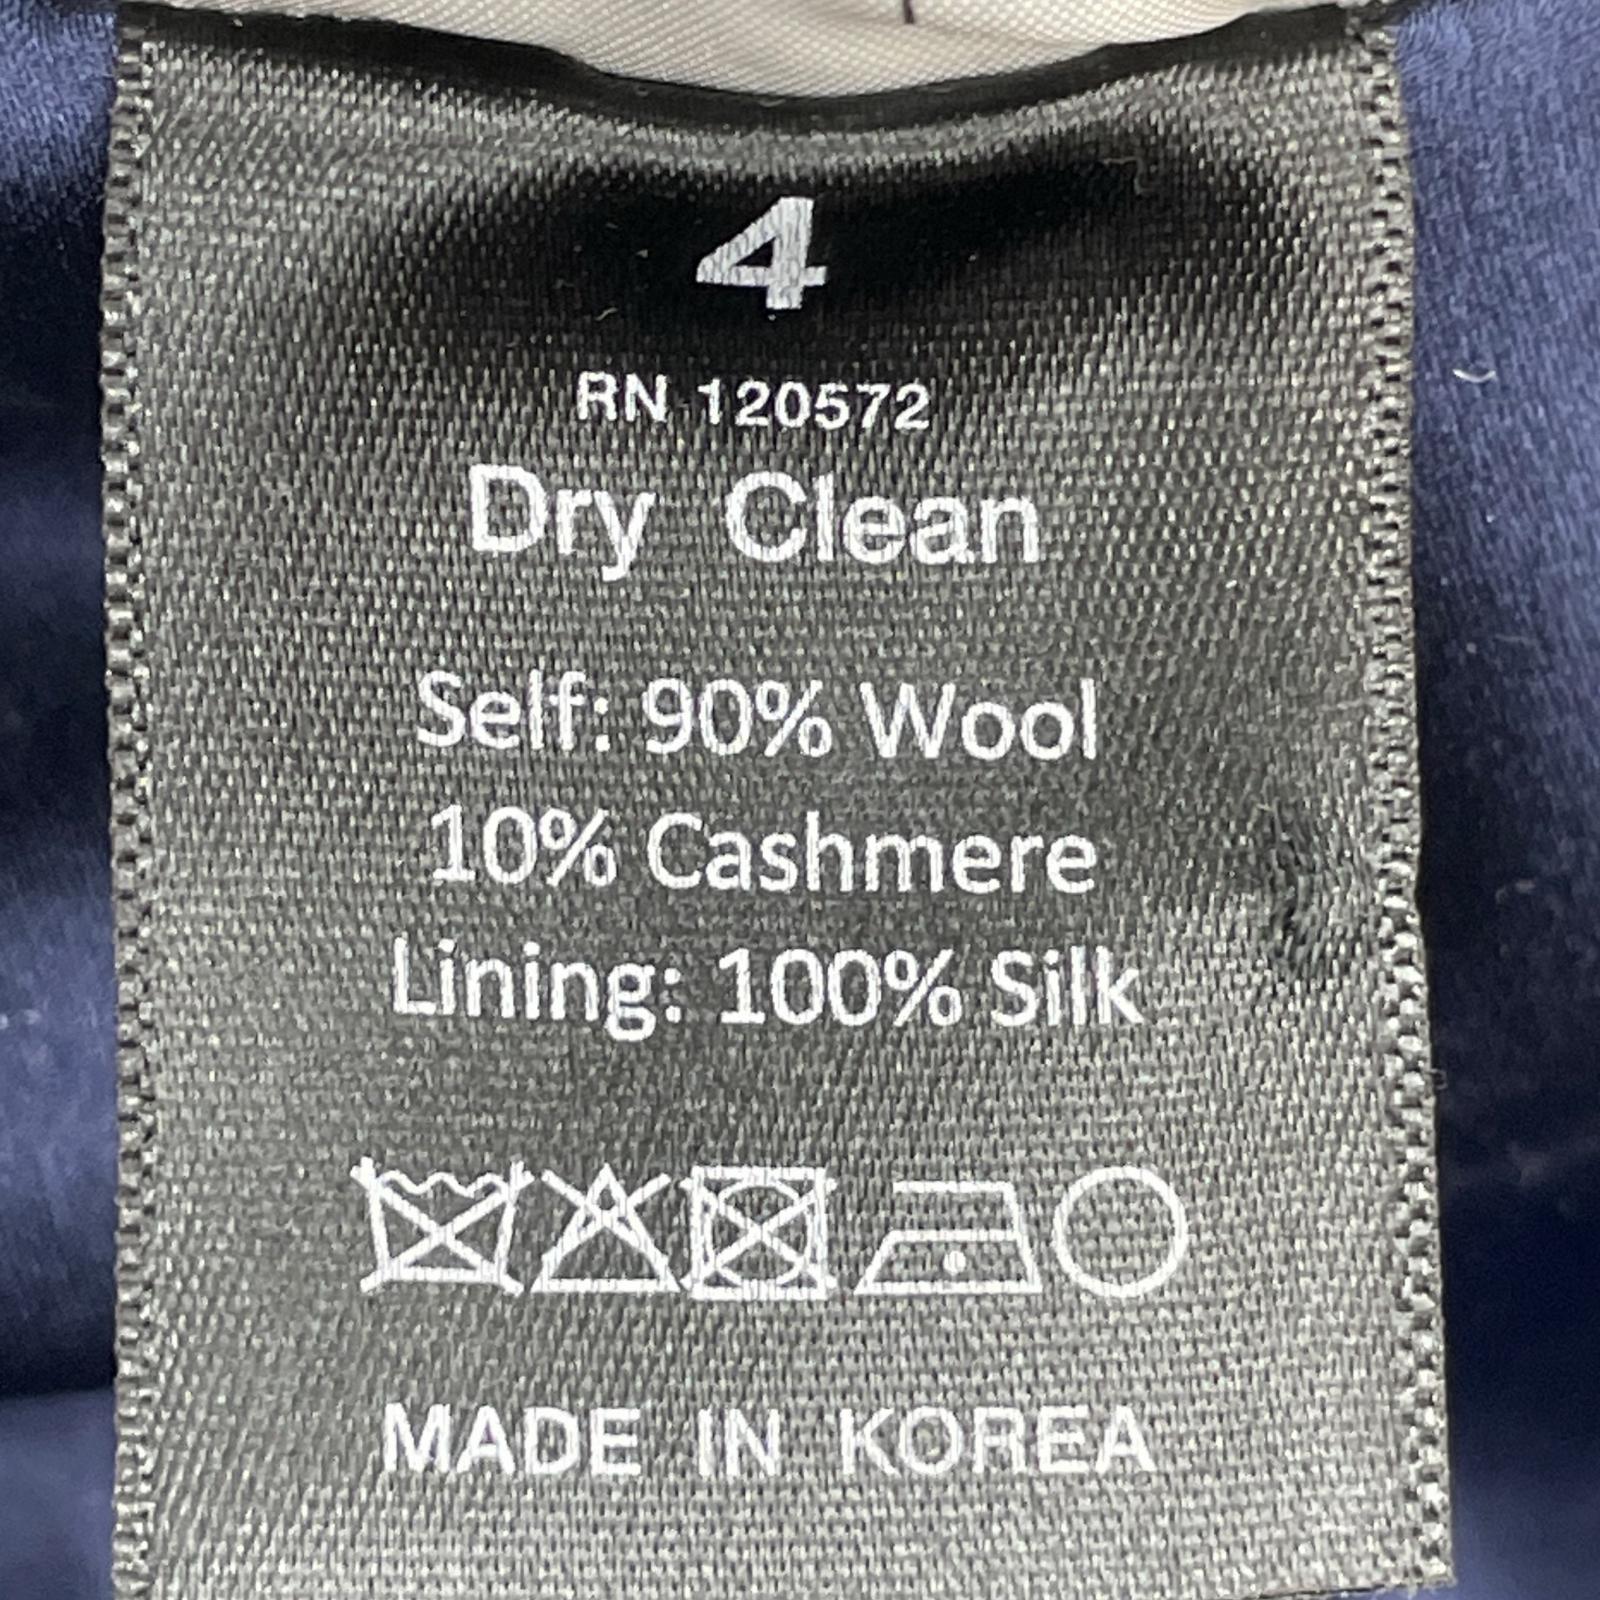 4
RN 120572
Dry Clean
Self: 90% Wool
10% Cashmere
Lining: 100% Silk
MADE IN KOREA